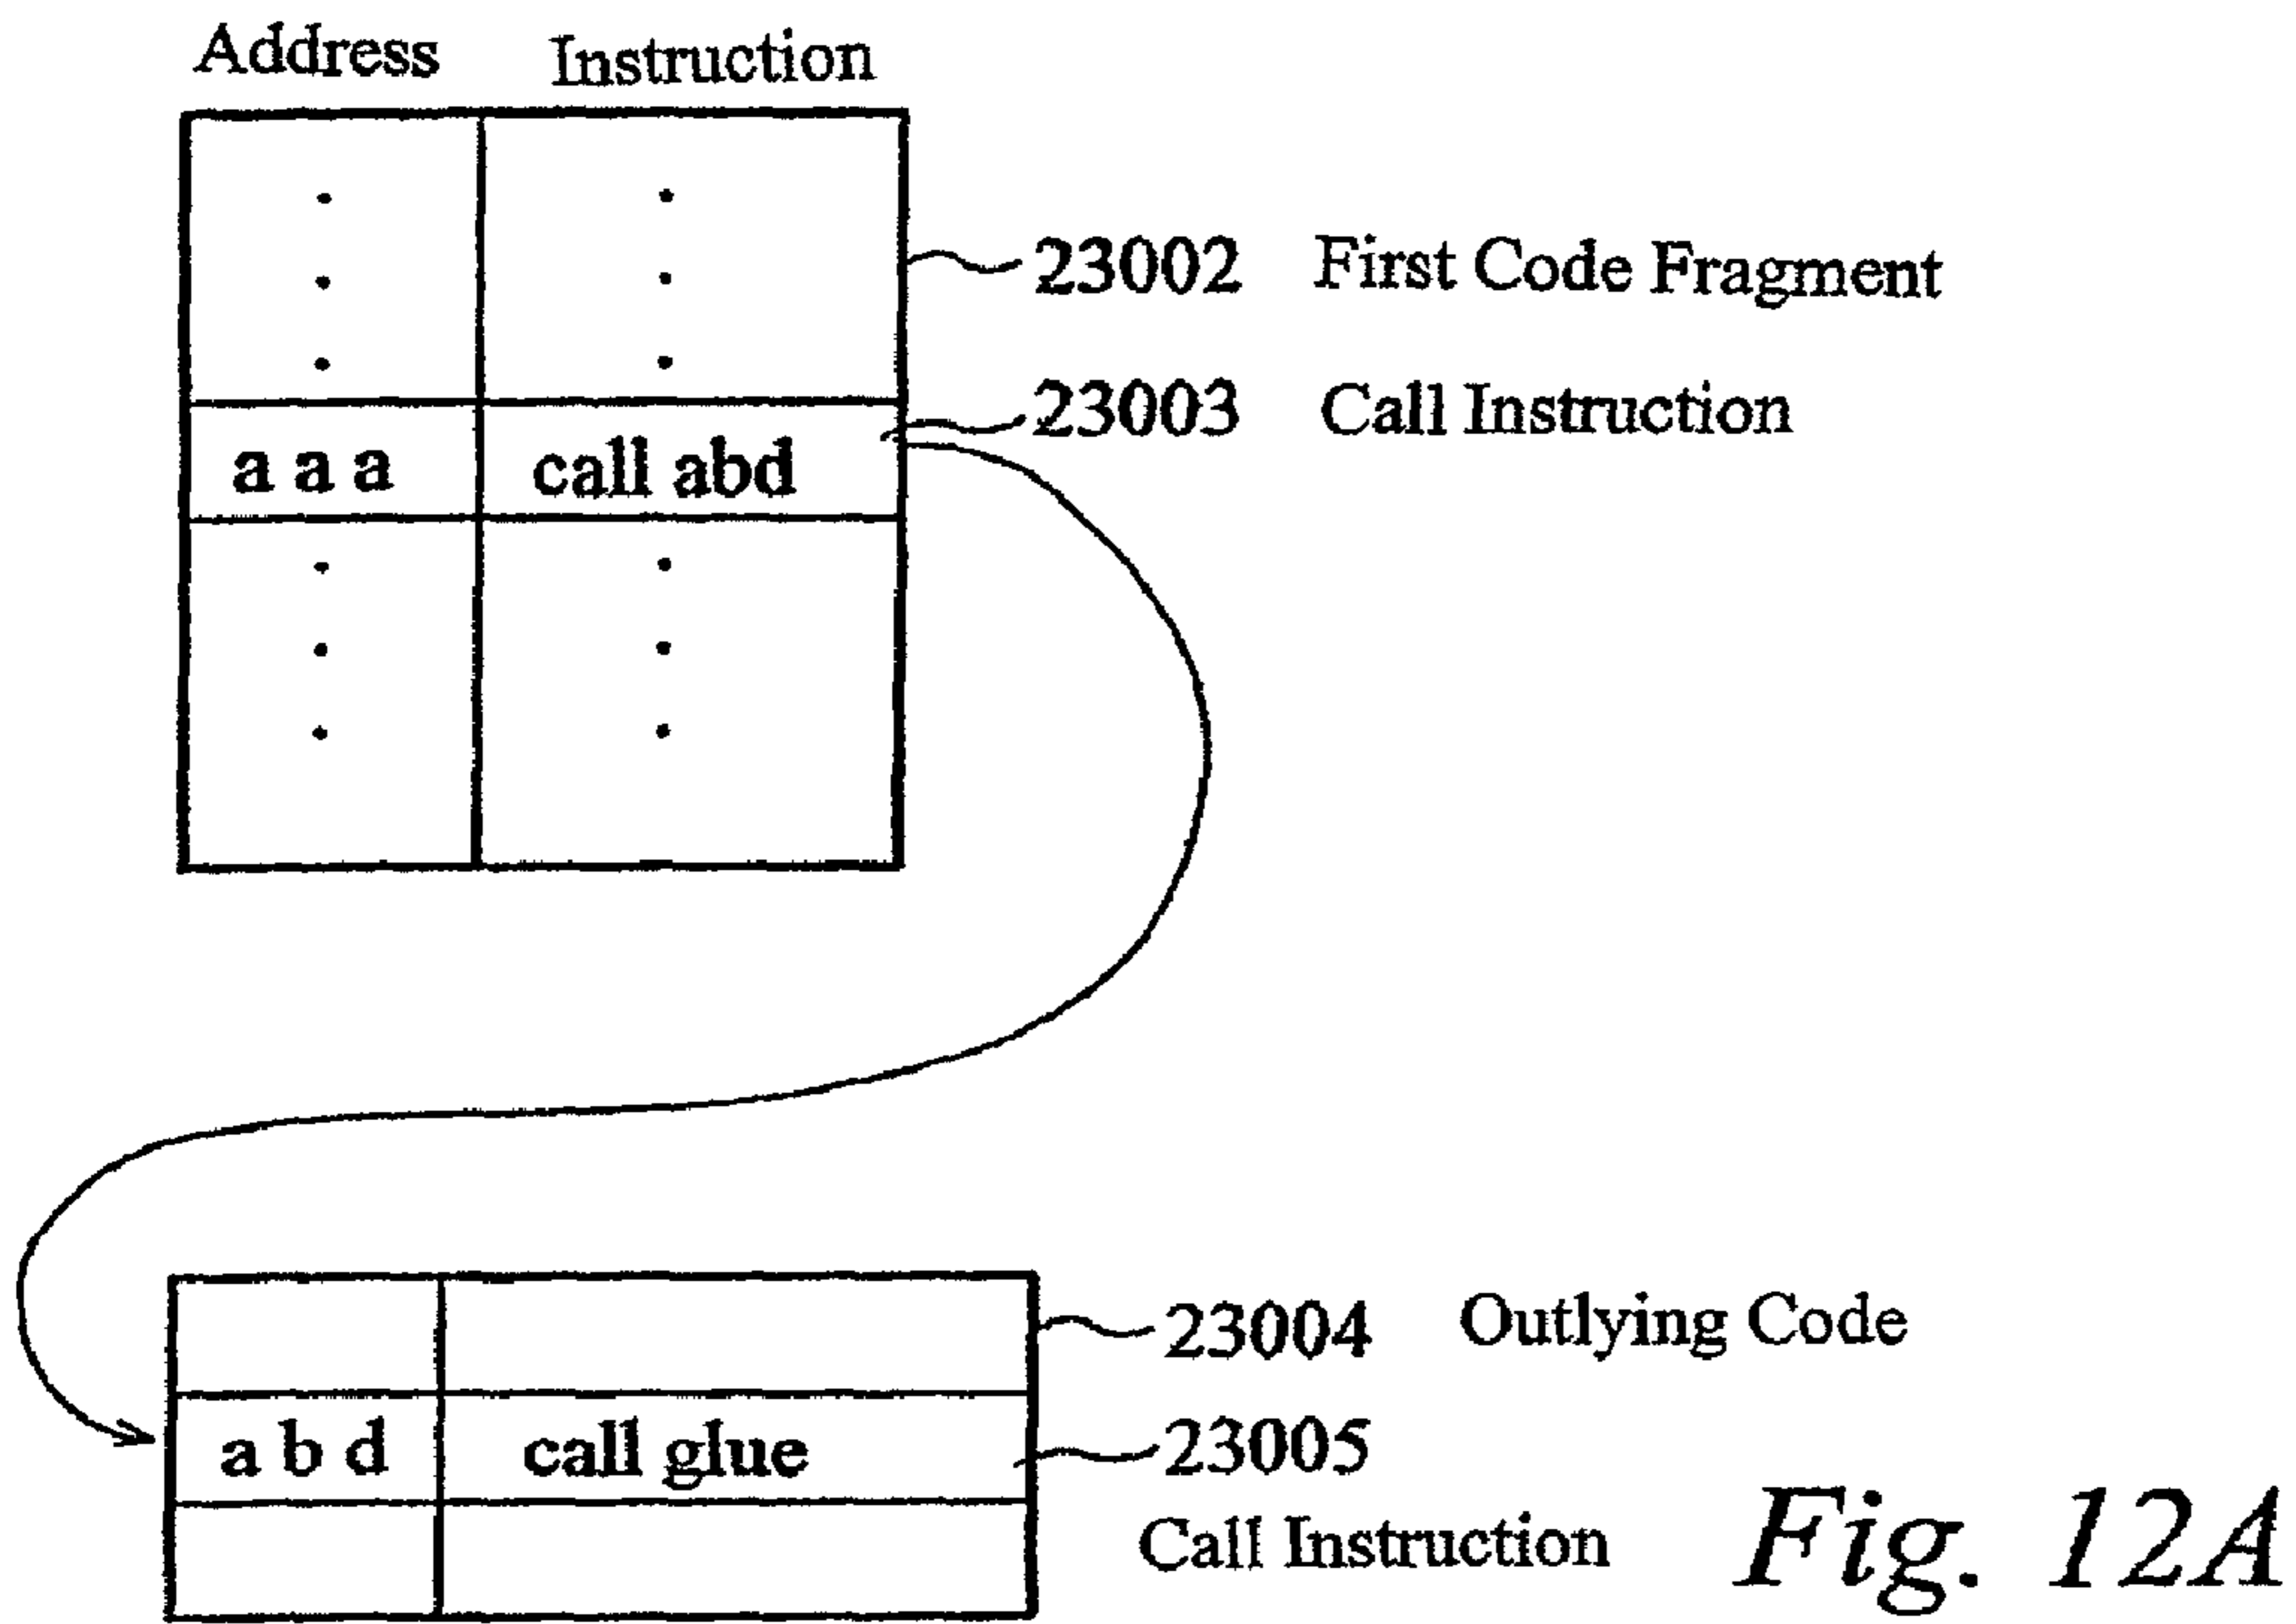 Address Instruction
23002 First Code Fragment
23003 Call Instruction
a a a call abd
23004 Outlying Code
a b d call glue 23005
Call Instruction
Fig. 12A